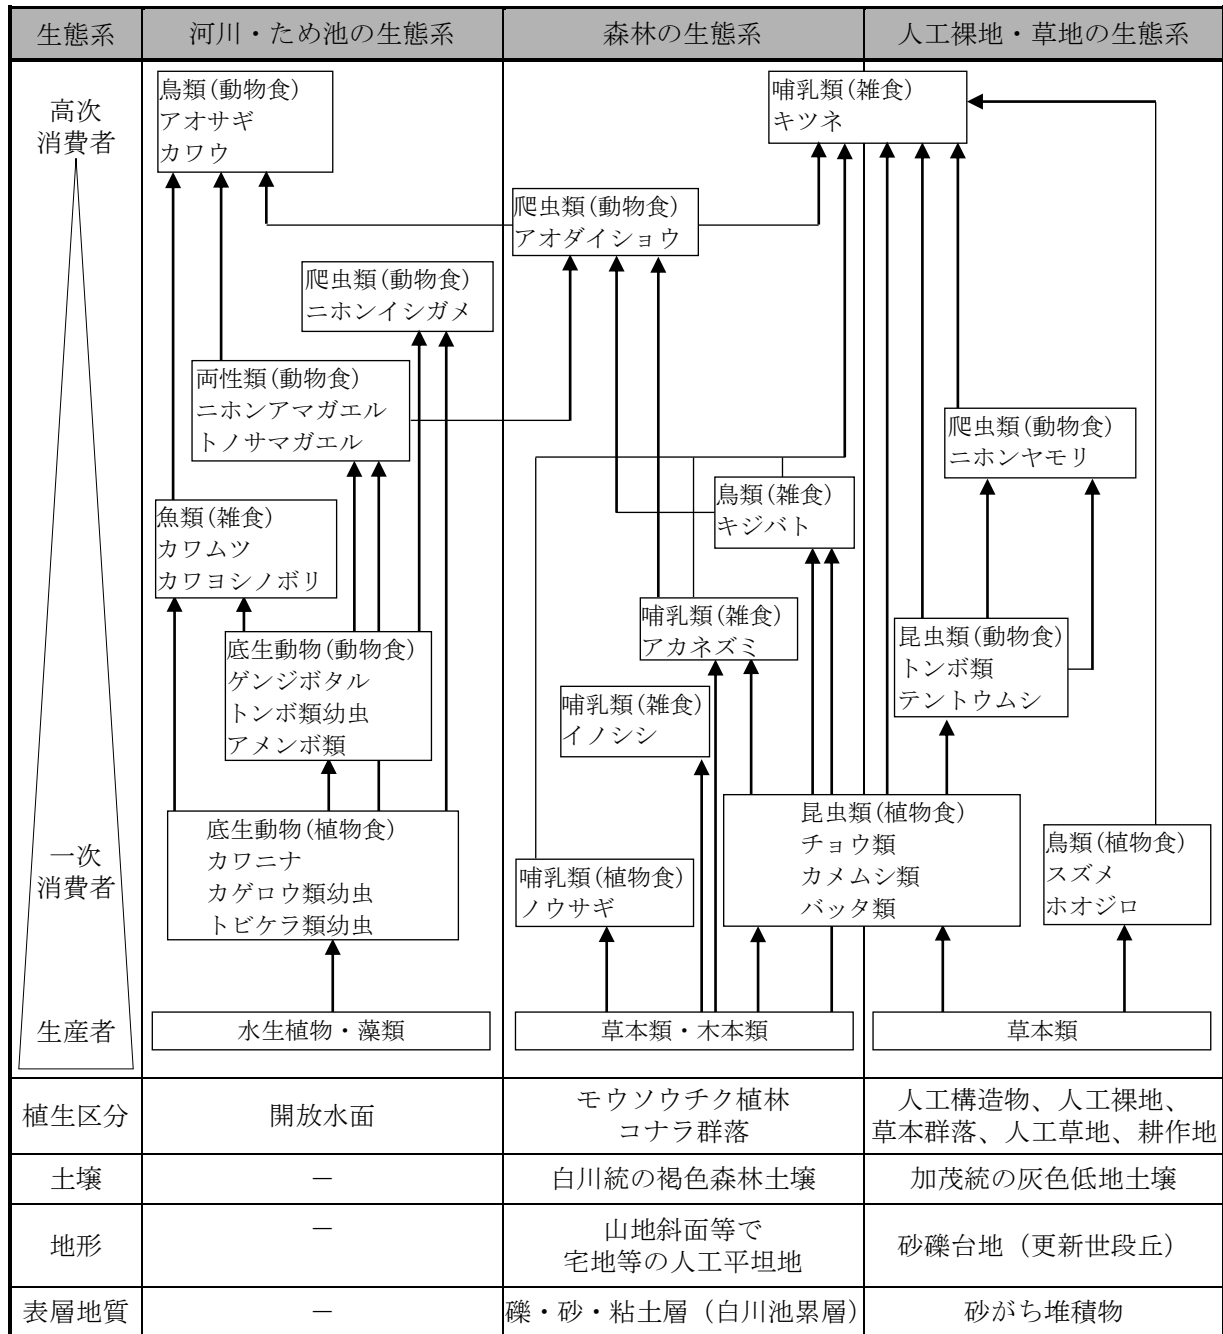 生態系
河川・ため池の生態系
森林の生態系
人工裸地・草地の生態系
高次
消費者
一次
消費者
生産者
鳥類(動物食)
アオサギ
カワウ
哺乳類(雑食)
キツネ
爬虫類(動物食)
アオダイショウ
爬虫類(動物食)
ニホンイシガメ
両性類(動物食)
ニホンアマガエル
トノサマガエル
爬虫類(動物食)
ニホンヤモリ
魚類(雑食)
カワムツ
カワヨシノボリ
鳥類(雑食)
キジバト
哺乳類(雑食)
アカネズミ
底生動物(動物食)
ゲンジボタル
トンボ類幼虫
アメンボ類
昆虫類(動物食)
トンボ類
テントウムシ
哺乳類(雑食)
イノシシ
底生動物(植物食)
カワニナ
カゲロウ類幼虫
トビケラ類幼虫
哺乳類(植物食)
ノウサギ
昆虫類(植物食)
チョウ類
カメムシ類
バッタ類
鳥類(植物食)
スズメ
ホオジロ
水生植物・藻類
草本類・木本類
草本類
植生区分
開放水面
モウソウチク植林
コナラ群落
人工構造物、人工裸地、
草本群落、人工草地、耕作地
土壌
－
白川統の褐色森林土壌
加茂統の灰色低地土壌
地形
－
山地斜面等で
宅地等の人工平坦地
砂礫台地（更新世段丘）
表層地質
－
礫・砂・粘土層（白川池累層）
砂がち堆積物